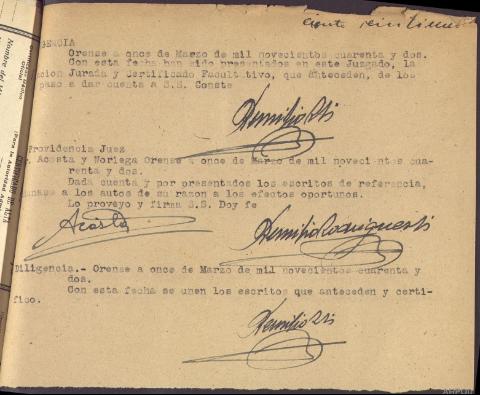 ciento veintiuno
GENCIA
Orense a once de Marzo de mil novecientos cuarenta y dos.
Con esta fecha han sido presentados en este Juzgado, la
cion Jurada y Certificado Facultativo, que anteceden, de los
paso a dar cuenta a S.S. Conste
Providencia Juez
r. Acosta y Noriega Orense a once de Marzo de mil novecientos cua-
renta y dos.
Dada cuenta y por presentados los escritos de referencia,
unanse a los autos de su razon a los efectos oportunos.
Lo proveyo y firma S.S. Doy fe
Acosta
Diligencia.- Orense a once de Marzo de mil novecientos cuarenta y
dos.
Con esta fecha se unen los escritos que anteceden y certi-
fico.